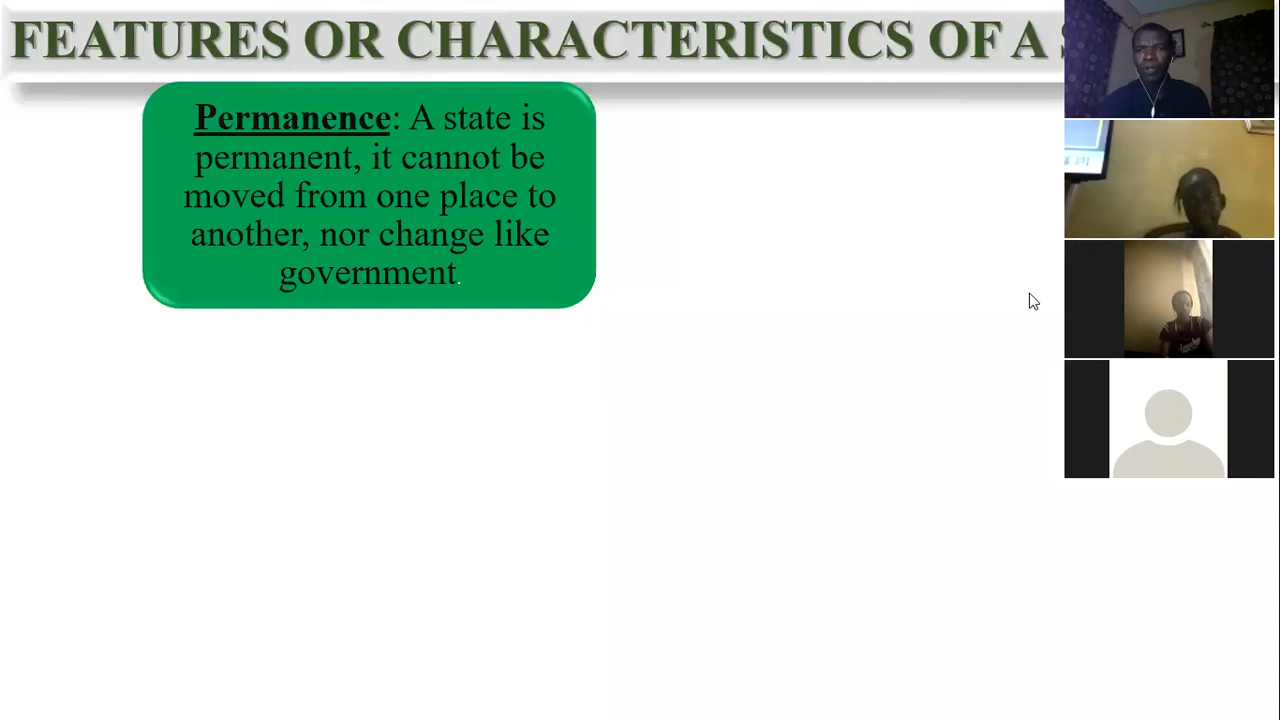 FEATURES OR CHARACTERISTICS OF A
Permanence: A state is
permanent, it cannot be
moved from one place to
another, nor change like
government.